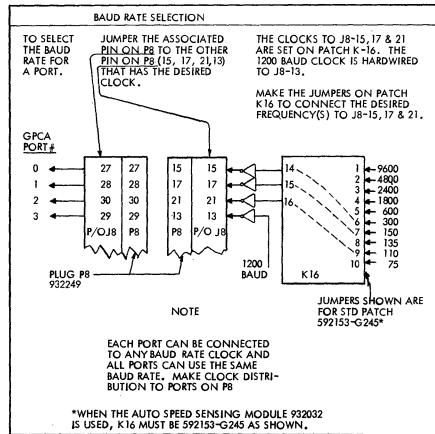 BAUD RATE SELECTION
TO SELECT
THE BAUD
RATE FOR
A PORT.
JUMPER THE ASSOCIATED
PIN ON P8 TO THE OTHER
PIN ON P8 (15, 17, 21,13)
THAT HAS THE DESIRED
CLOCK.
THE CLOCKS TO J8-15,17 & 21
ARE SET ON PATCH K-16. THE
1200 BAUD CLOCK IS HARDWIRED
TO J8-13.
MAKE THE JUMPERS ON PATCH
K16 TO CONNECT THE DESIRED
FREQUENCY(S) TO J8-15,17 & 21.
GPCA
PORT#
0 27 27 15 15 14 1 9600
2 4800
1 28 28 17 17 15 3 2400
4 1800
2 30 30 21 21 16 5 600
6 300
3 29 29 13 13 7 150
8 135
P/OJ8 P8 P8 P/O J8 9 110
10 75
1200
BAUD
K16
PLUG P8
932249
JUMPERS SHOWN ARE
FOR STD PATCH
592153-G245*
NOTE
EACH PORT CAN BE CONNECTED
TO ANY BAUD RATE CLOCK AND
ALL PORTS CAN USE THE SAME
BAUD RATE. MAKE CLOCK DISTRI-
BUTION TO PORTS ON P8
*WHEN THE AUTO SPEED SENSING MODULE 932032
IS USED, K16 MUST BE 592153-G245 AS SHOWN.